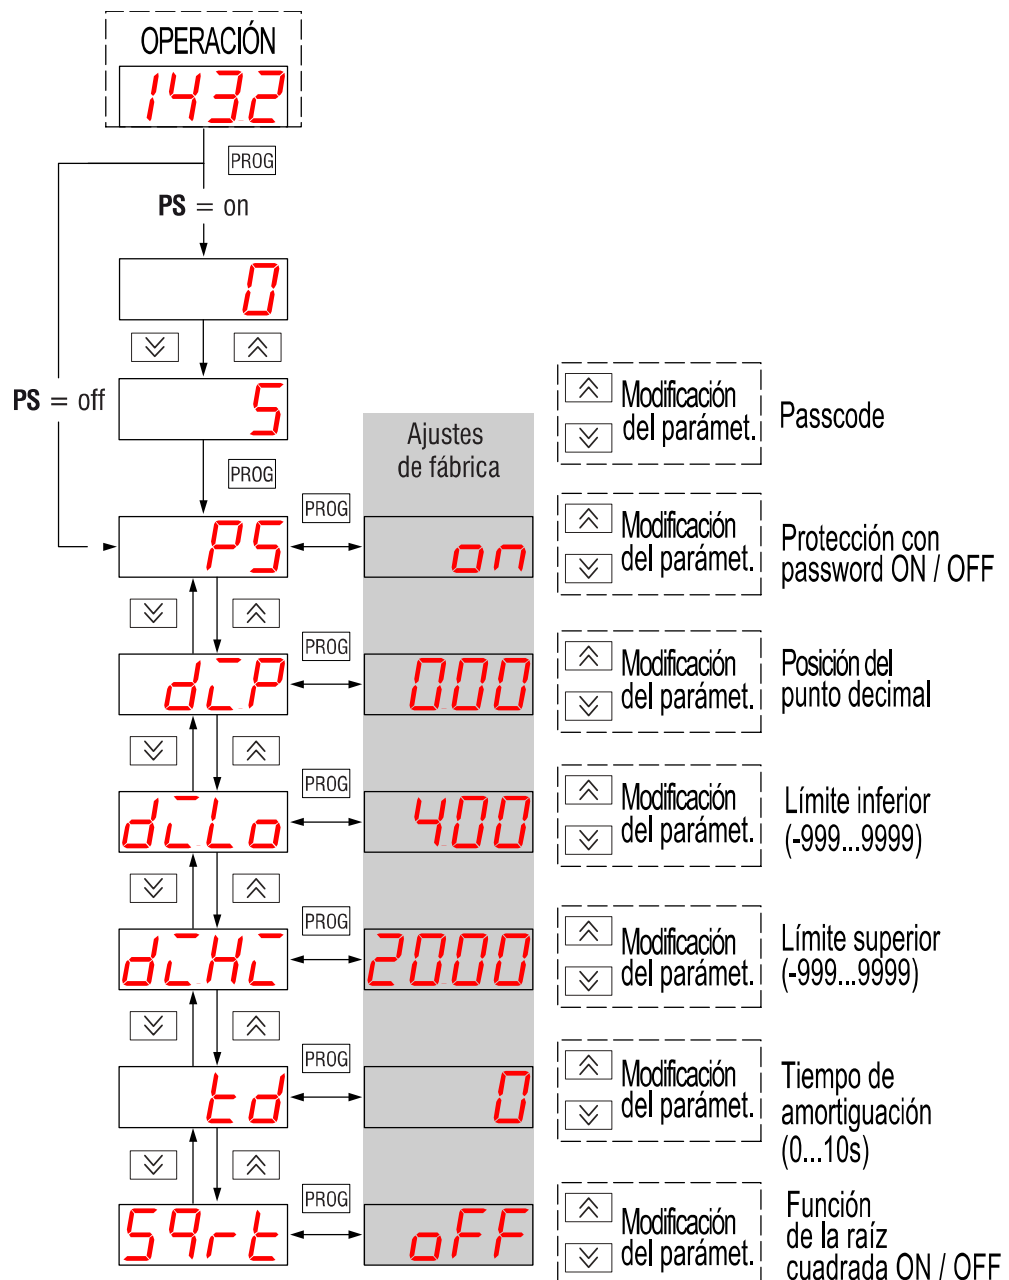 OPERACIÓN
1432
PROG
PS = on
0
PS = off
5
Ajustes
de fábrica
Modificación
del parámet.
Passcode
PROG
PS
PROG
on
Modificación
del parámet.
Protección con
password ON / OFF
diP
PROG
000
Modificación
del parámet.
Posición del
punto decimal
diLo
PROG
400
Modificación
del parámet.
Límite inferior
(-999...9999)
diHi
PROG
2000
Modificación
del parámet.
Límite superior
(-999...9999)
td
PROG
0
Modificación
del parámet.
Tiempo de
amortiguación
(0...10s)
Sqrt
PROG
oFF
Modificación
del parámet.
Función
de la raíz
cuadrada ON / OFF